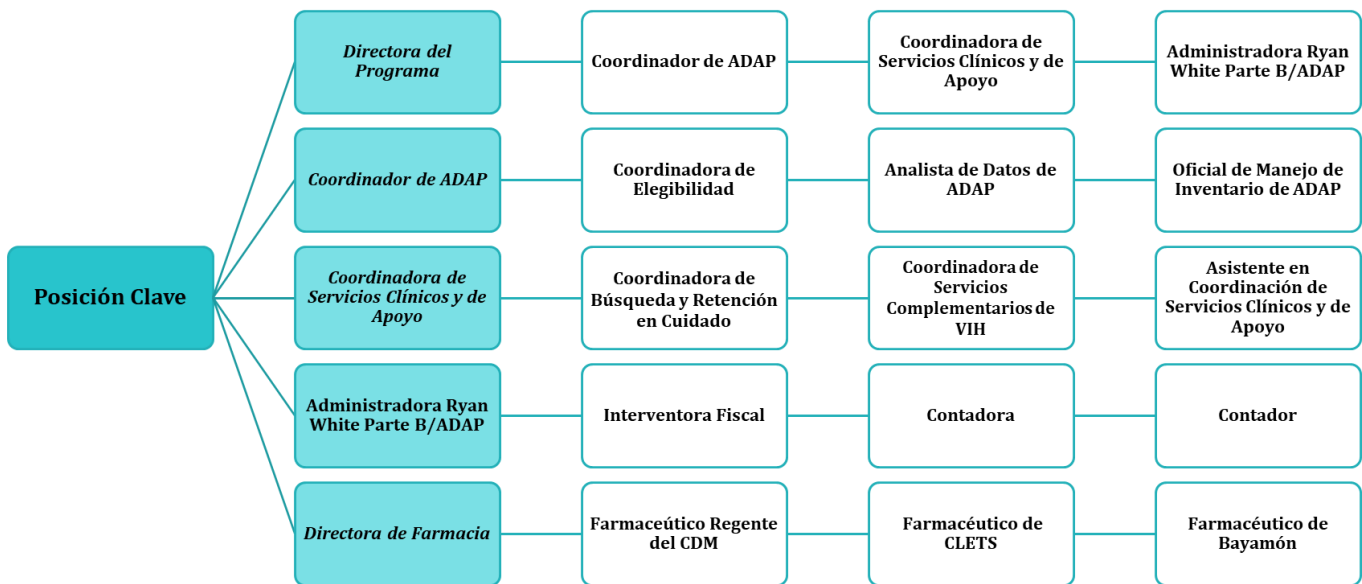 Directora del
Programa
Coordinador de ADAP
Coordinadora de
Servicios Clínicos y de
Apoyo
Administradora Ryan
White Parte B/ADAP
Coordinador de ADAP
Coordinadora de
Elegibilidad
Analista de Datos de
ADAP
Oficial de Manejo de
Inventario de ADAP
Posición Clave
Coordinadora de
Servicios Clínicos y de
Apoyo
Coordinadora de
Búsqueda y Retención
en Cuidado
Coordinadora de
Servicios
Complementarios de
VIH
Asistente en
Coordinación de
Servicios Clínicos y de
Apoyo
Administradora Ryan
White Parte B/ADAP
Interventora Fiscal
Contadora
Contador
Directora de Farmacia
Farmaceútico Regente
del CDM
Farmacéutico de
CLETS
Farmacéutico de
Bayamón